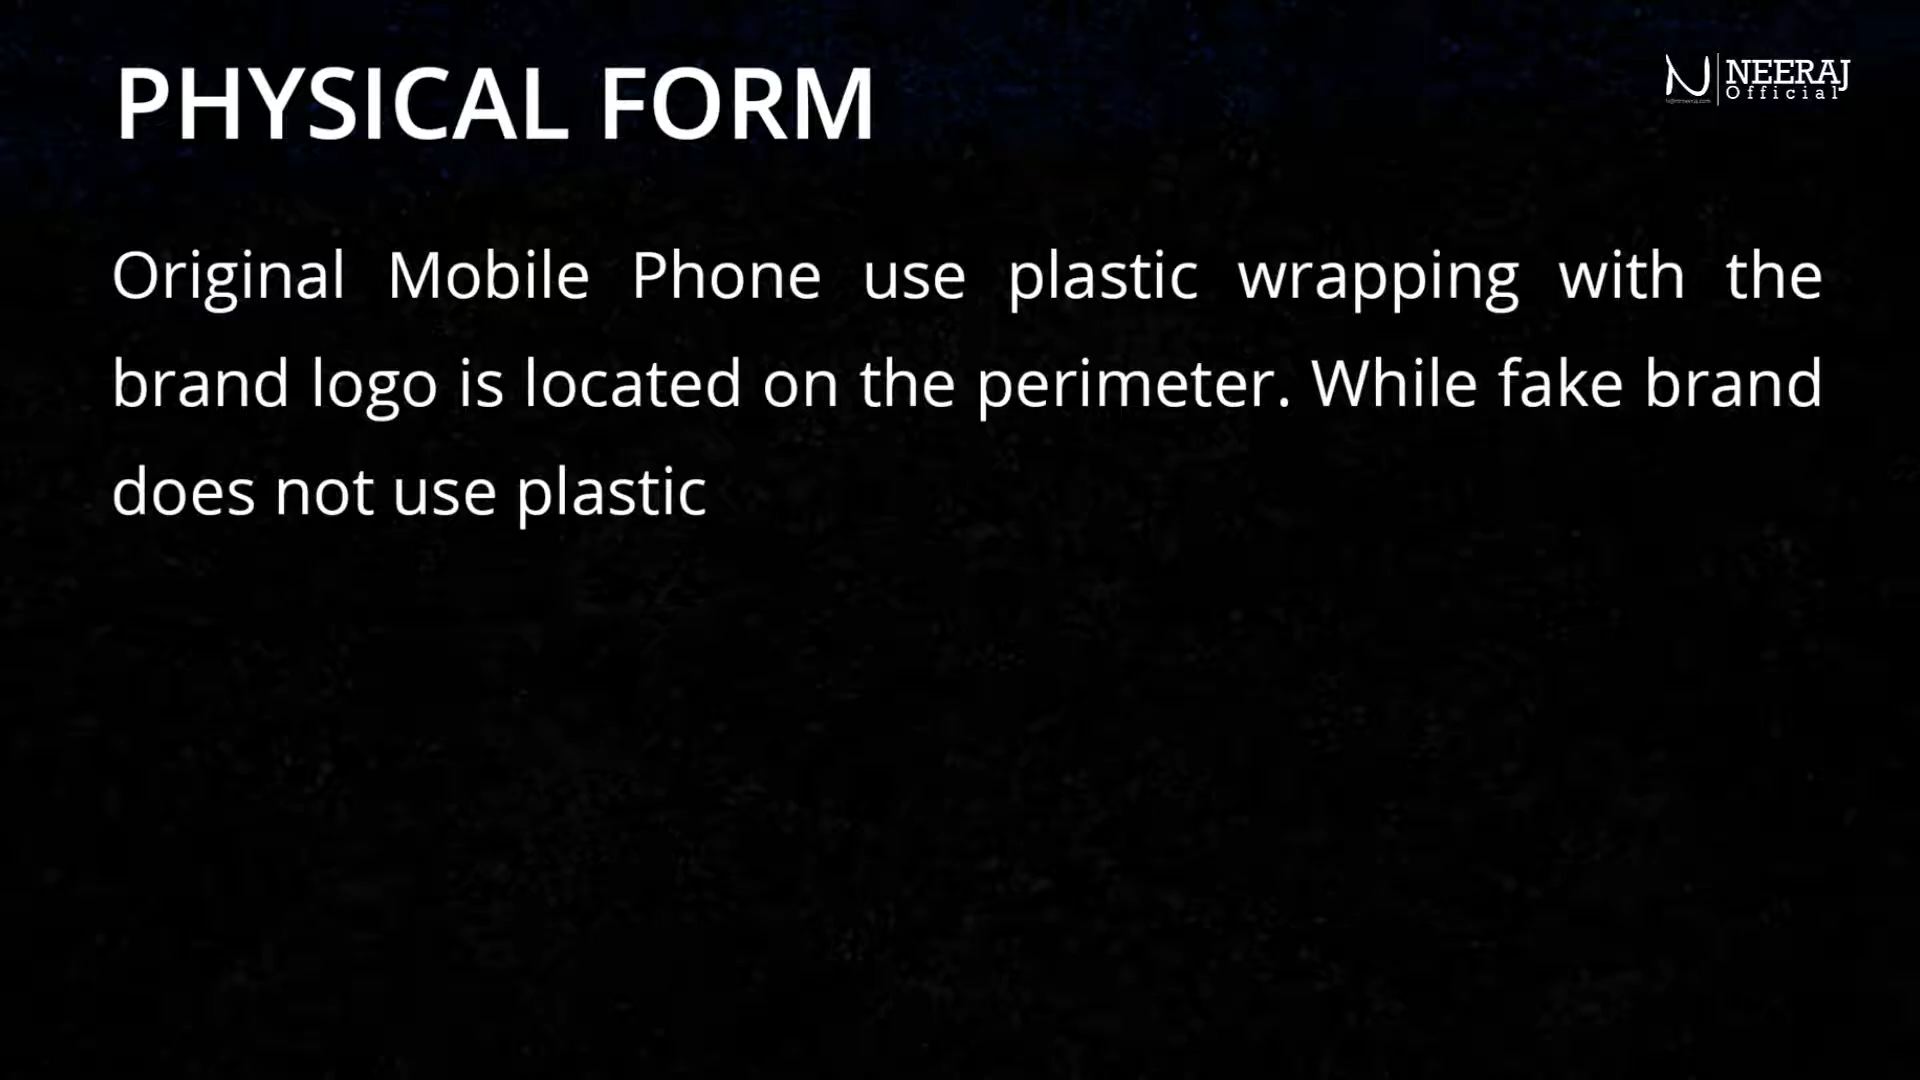 PHYSICAL FORM
NEERAJ
Official
Original Mobile Phone use plastic wrapping with the
brand logo is located on the perimeter. While fake brand
does not use plastic